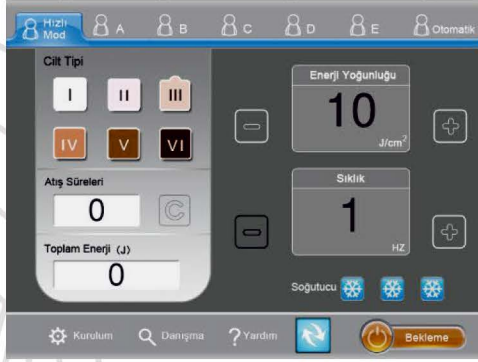 Hızlı Mod
A
B
C
D
E
Otomatik
Cilt Tipi
I
II
III
IV
V
VI
Atış Süreleri
0
C
Toplam Enerji (J)
0
Enerji Yoğunluğu
10
J/cm²
Sıklık
1
HZ
Soğutucu
Kurulum
Danışma
? Yardım
Bekleme